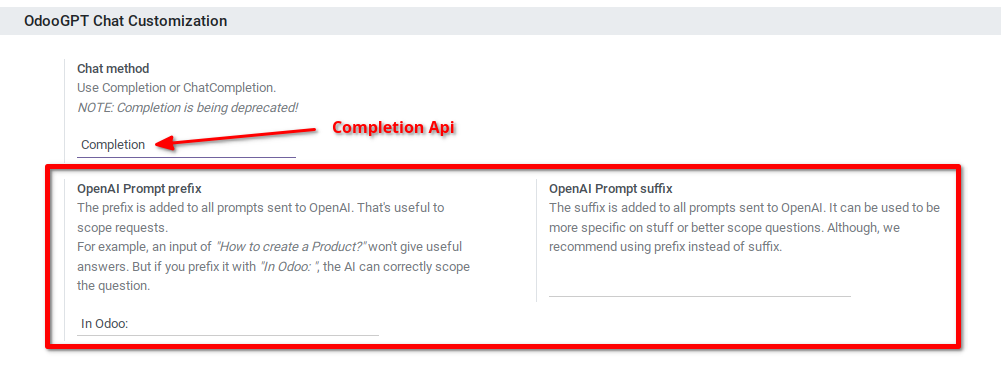 OdooGPT Chat Customization
Chat method
Use Completion or ChatCompletion.
NOTE: Completion is being deprecated!
Completion Api
Completion
OpenAI Prompt prefix
The prefix is added to all prompts sent to OpenAI. That's useful to
scope requests.
For example, an input of "How to create a Product?" won't give useful
answers. But if you prefix it with "In Odoo: ", the AI can correctly scope
the question.
In Odoo:
OpenAI Prompt suffix
The suffix is added to all prompts sent to OpenAI. It can be used to be
more specific on stuff or better scope questions. Although, we
recommend using prefix instead of suffix.